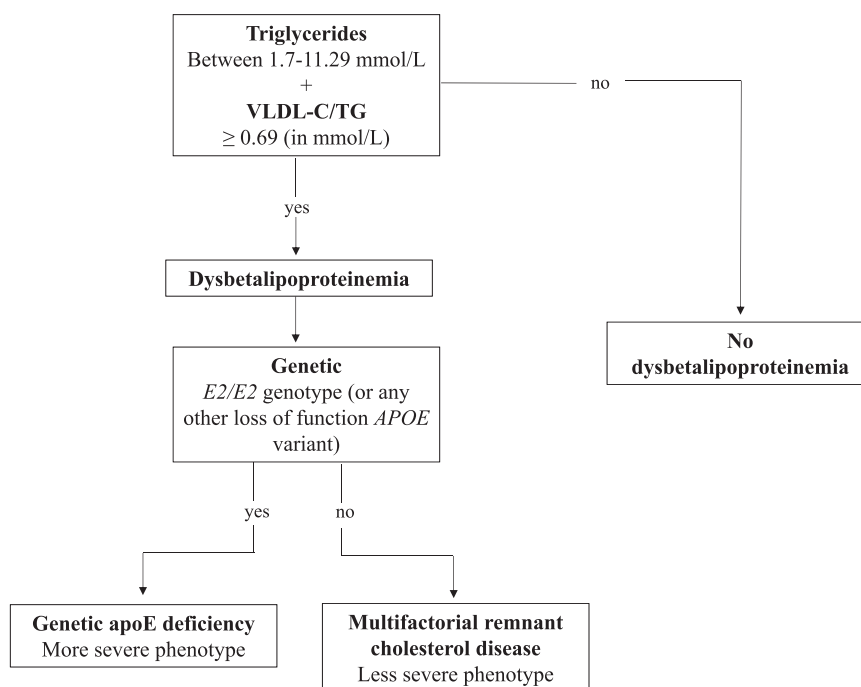 Triglycerides
Between 1.7-11.29 mmol/L
+
VLDL-C/TG
≥ 0.69 (in mmol/L)
no
yes
Dysbetalipoproteinemia
No
dysbetalipoproteinemia
Genetic
E2/E2 genotype (or any
other loss of function APOE
variant)
yes
no
Genetic apoE deficiency
More severe phenotype
Multifactorial remnant
cholesterol disease
Less severe phenotype